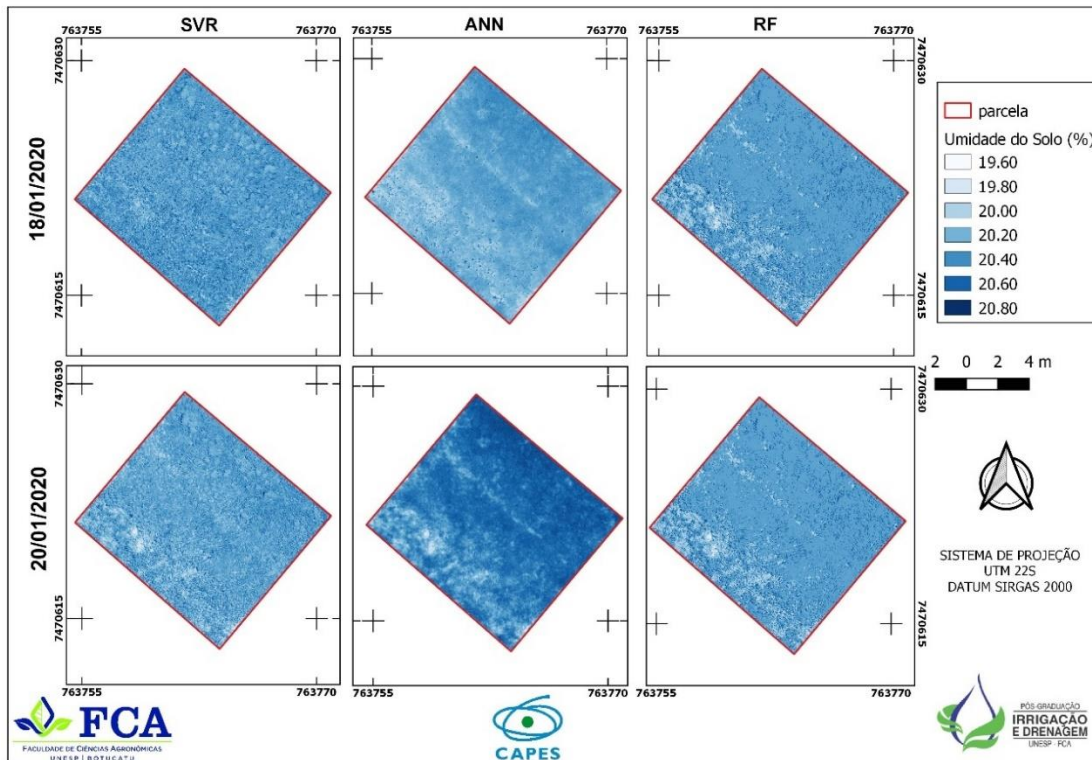 SVR
ANN
RF
763755
763770
763755
763770
7470630
7470630
18/01/2020
7470615
7470615
parcela
Umidade do Solo (%)
19.60
19.80
20.00
20.20
20.40
20.60
20.80
2 0 2 4 m
7470630
7470630
20/01/2020
7470615
7470615
SISTEMA DE PROJEÇÃO
UTM 22S
DATUM SIRGAS 2000
763755
763770
763755
763770
763755
763770
FCA
FACULDADE DE CIÊNCIAS AGRONÔMICAS
UNESP | BOTUCATU
CAPES
PÓS-GRADUAÇÃO
IRRIGAÇÃO
E DRENAGEM
UNESP - FCA